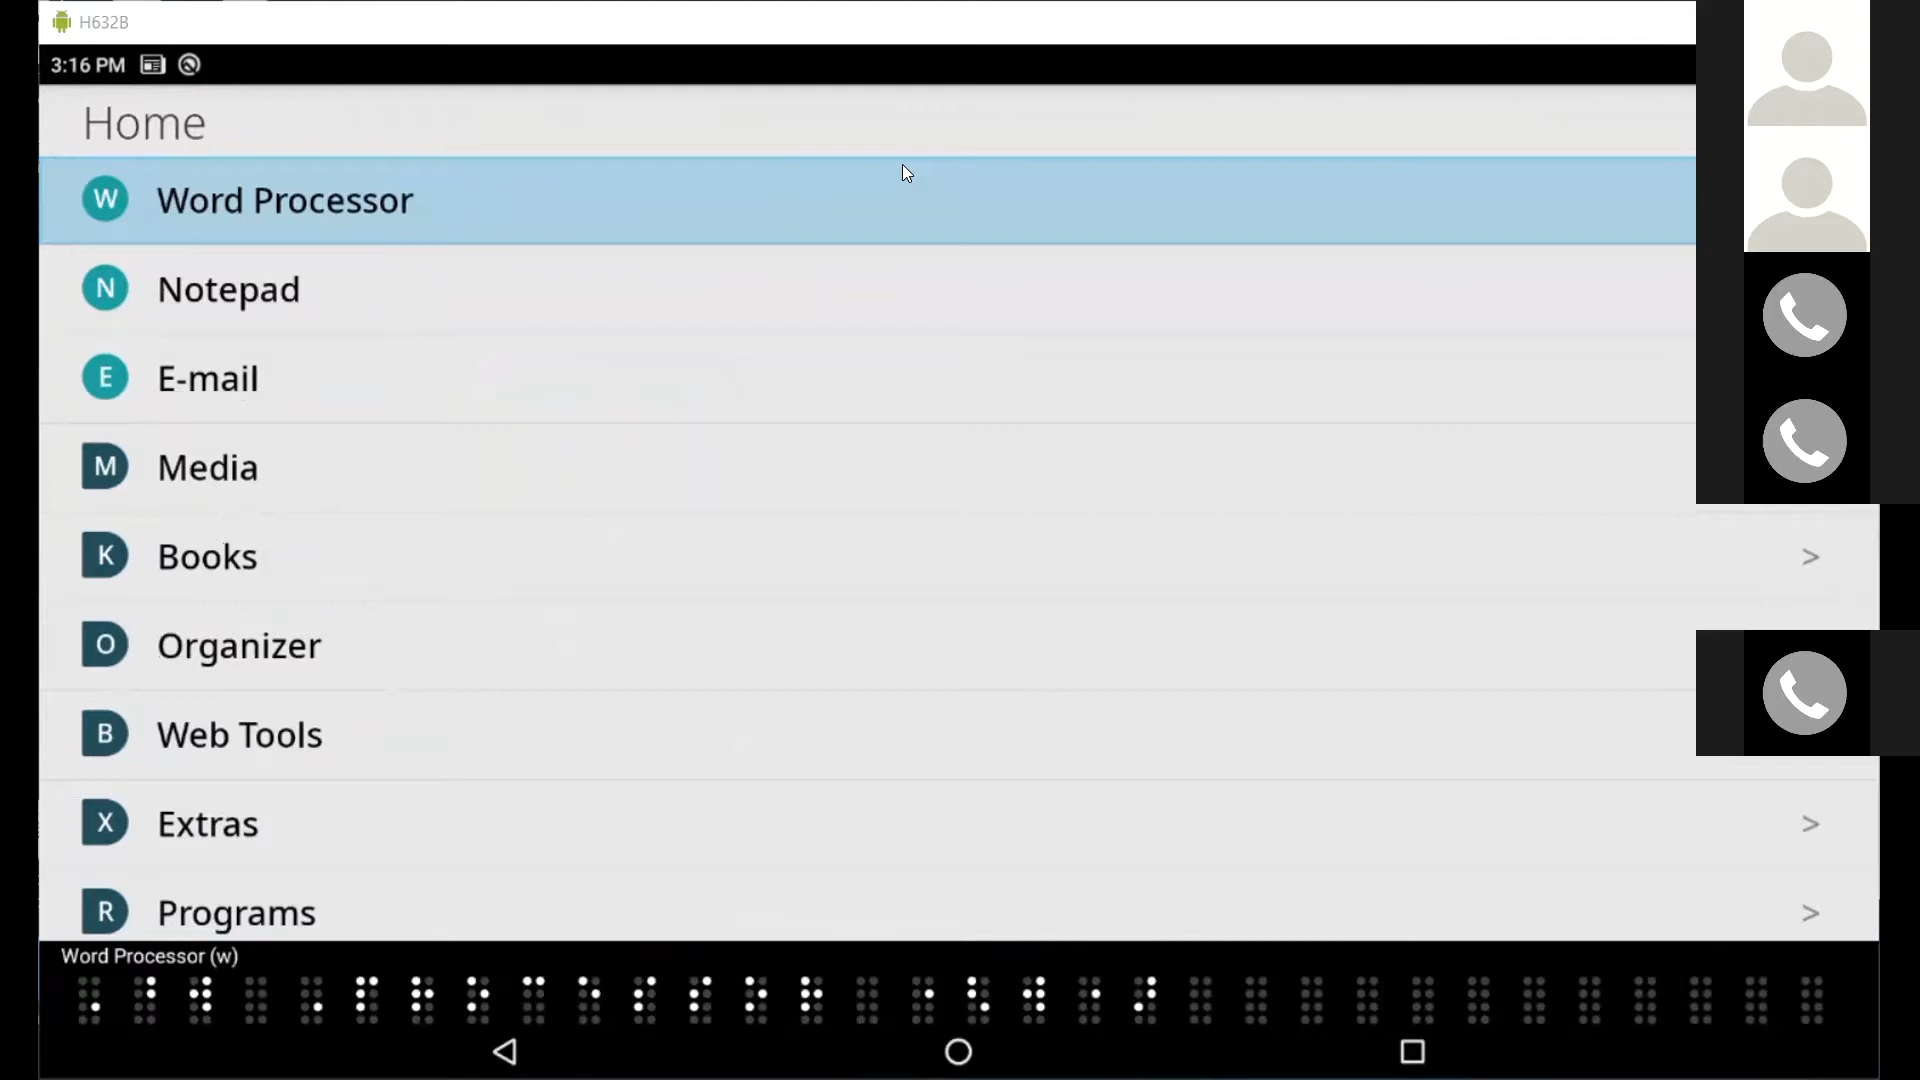 H632B
3:16 PM
Home
W Word Processor
N Notepad
E E-mail
M Media
K Books >
O Organizer
B Web Tools
X Extras >
R Programs >
Word Processor (w)